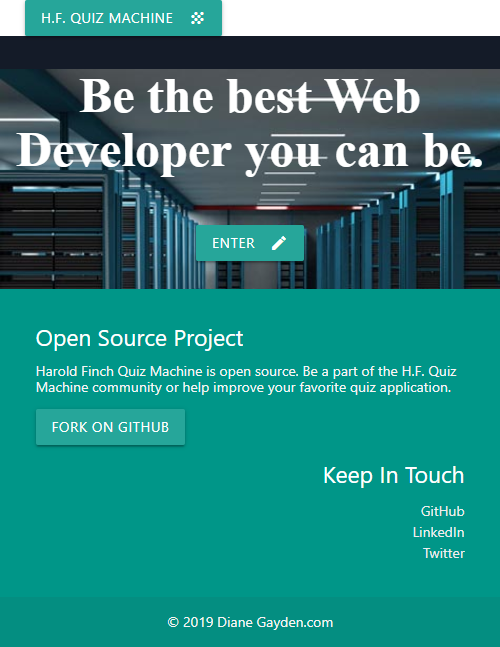 H.F. QUIZ MACHINE
Be the best Web
Developer you can be.
ENTER
Open Source Project
Harold Finch Quiz Machine is open source. Be a part of the H.F. Quiz
Machine community or help improve your favorite quiz application.
FORK ON GITHUB
Keep In Touch
GitHub
LinkedIn
Twitter
© 2019 Diane Gayden.com